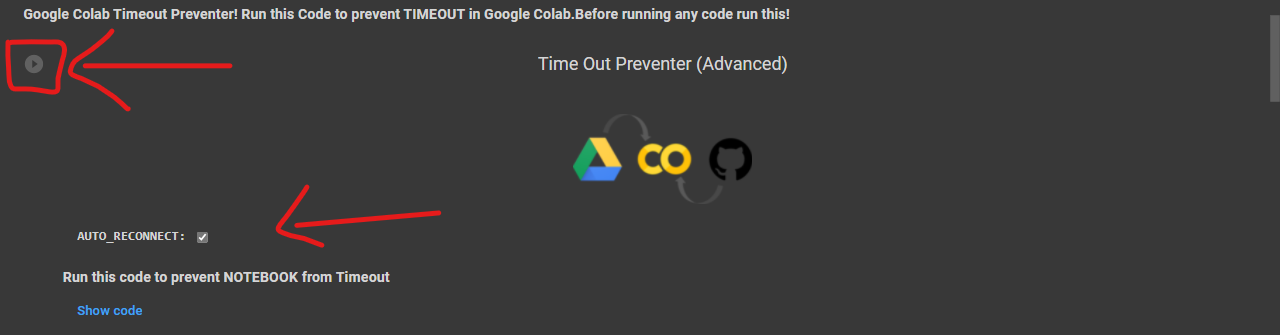 Google Colab Timeout Preventer! Run this Code to prevent TIMEOUT in Google Colab.Before running any code run this!
Time Out Preventer (Advanced)
AUTO_RECONNECT:
Run this code to prevent NOTEBOOK from Timeout
Show code